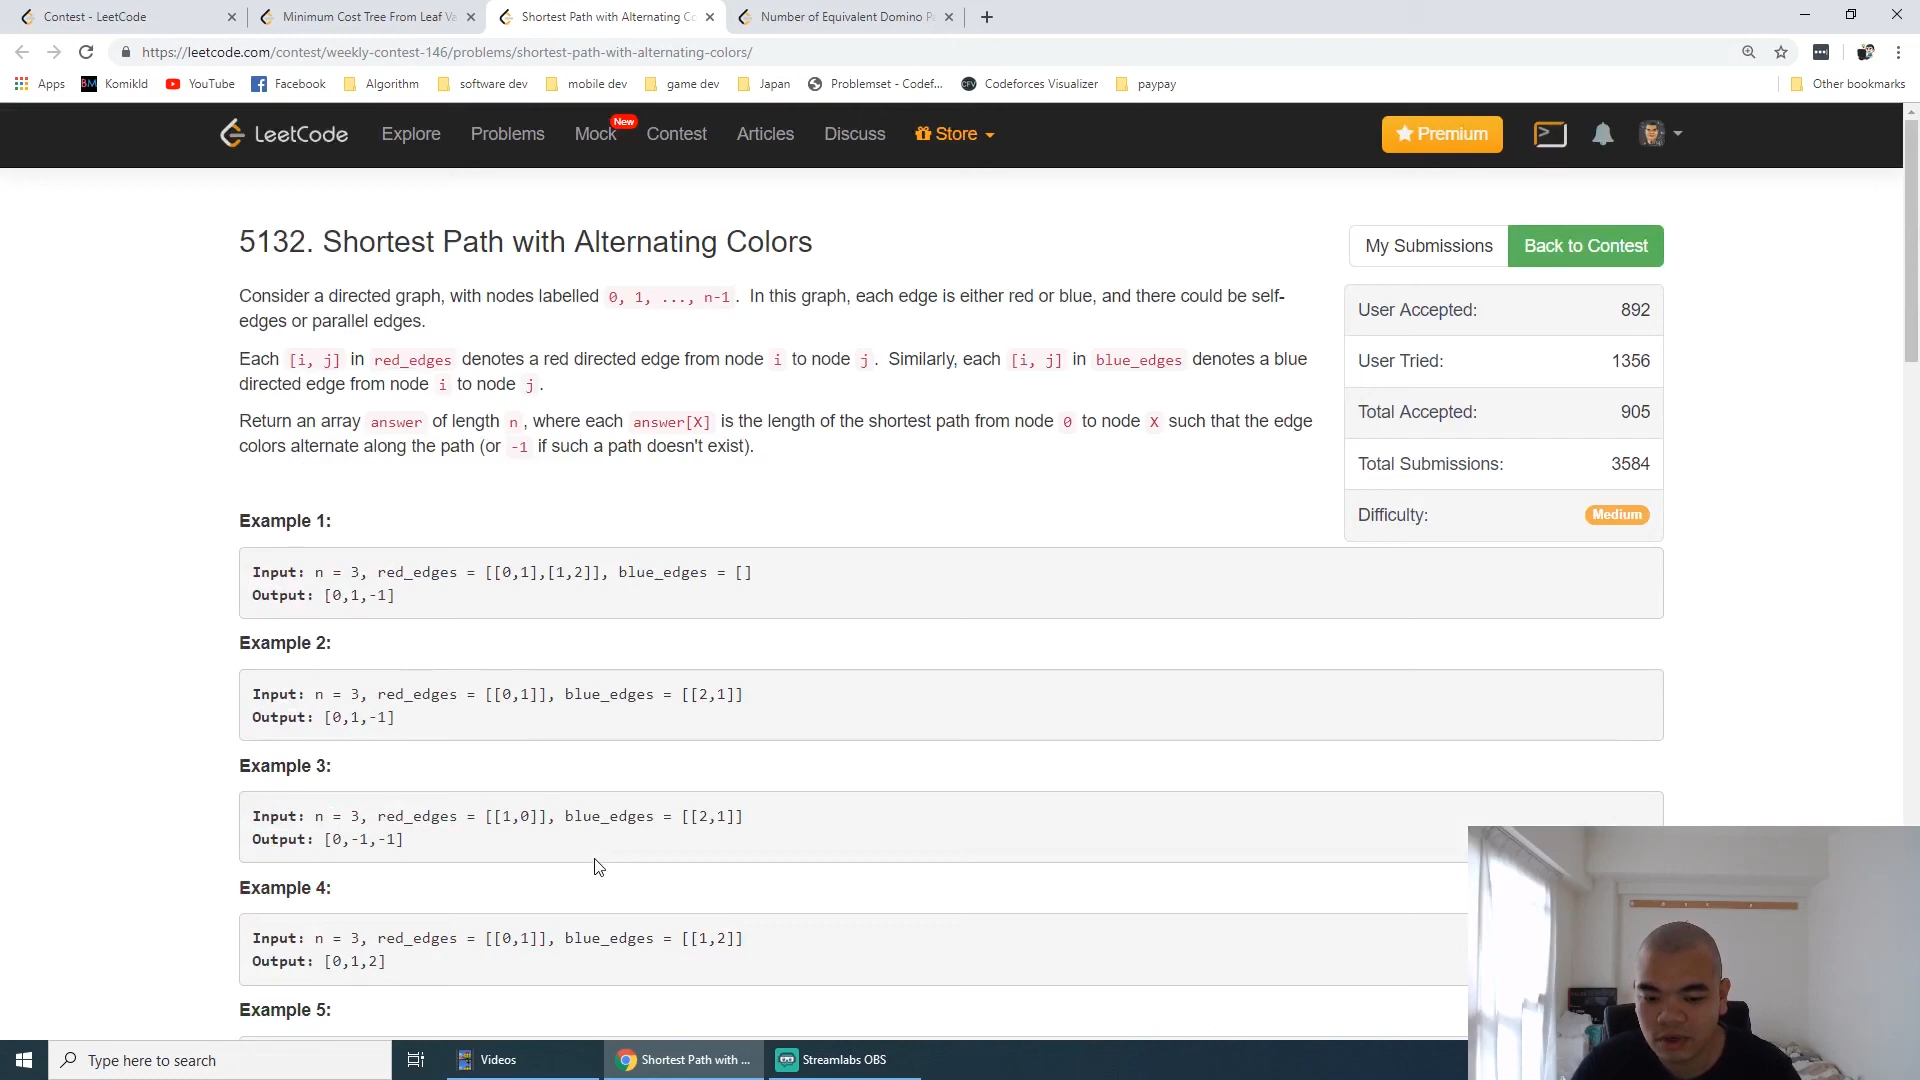 Contest - LeetCode
Minimum Cost Tree From Leaf Va
Shortest Path with Alternating Co
Number of Equivalent Domino Pa
https://leetcode.com/contest/weekly-contest-146/problems/shortest-path-with-alternating-colors/
Apps
BM Komikld
YouTube
Facebook
Algorithm
software dev
mobile dev
game dev
Japan
Problemset - Codef...
CFV Codeforces Visualizer
paypay
Other bookmarks
LeetCode
Explore
Problems
Mock
New
Contest
Articles
Discuss
Store
Premium
5132. Shortest Path with Alternating Colors
My Submissions
Back to Contest
Consider a directed graph, with nodes labelled 0, 1, ..., n-1. In this graph, each edge is either red or blue, and there could be self-
edges or parallel edges.
Each [i, j] in red_edges denotes a red directed edge from node i to node j. Similarly, each [i, j] in blue_edges denotes a blue
directed edge from node i to node j.
Return an array answer of length n, where each answer[X] is the length of the shortest path from node 0 to node X such that the edge
colors alternate along the path (or -1 if such a path doesn't exist).
User Accepted: 892
User Tried: 1356
Total Accepted: 905
Total Submissions: 3584
Difficulty: Medium
Example 1:
Input: n = 3, red_edges = [[0,1],[1,2]], blue_edges = []
Output: [0,1,-1]
Example 2:
Input: n = 3, red_edges = [[0,1]], blue_edges = [[2,1]]
Output: [0,1,-1]
Example 3:
Input: n = 3, red_edges = [[1,0]], blue_edges = [[2,1]]
Output: [0,-1,-1]
Example 4:
Input: n = 3, red_edges = [[0,1]], blue_edges = [[1,2]]
Output: [0,1,2]
Example 5:
Type here to search
Videos
Shortest Path with ...
Streamlabs OBS